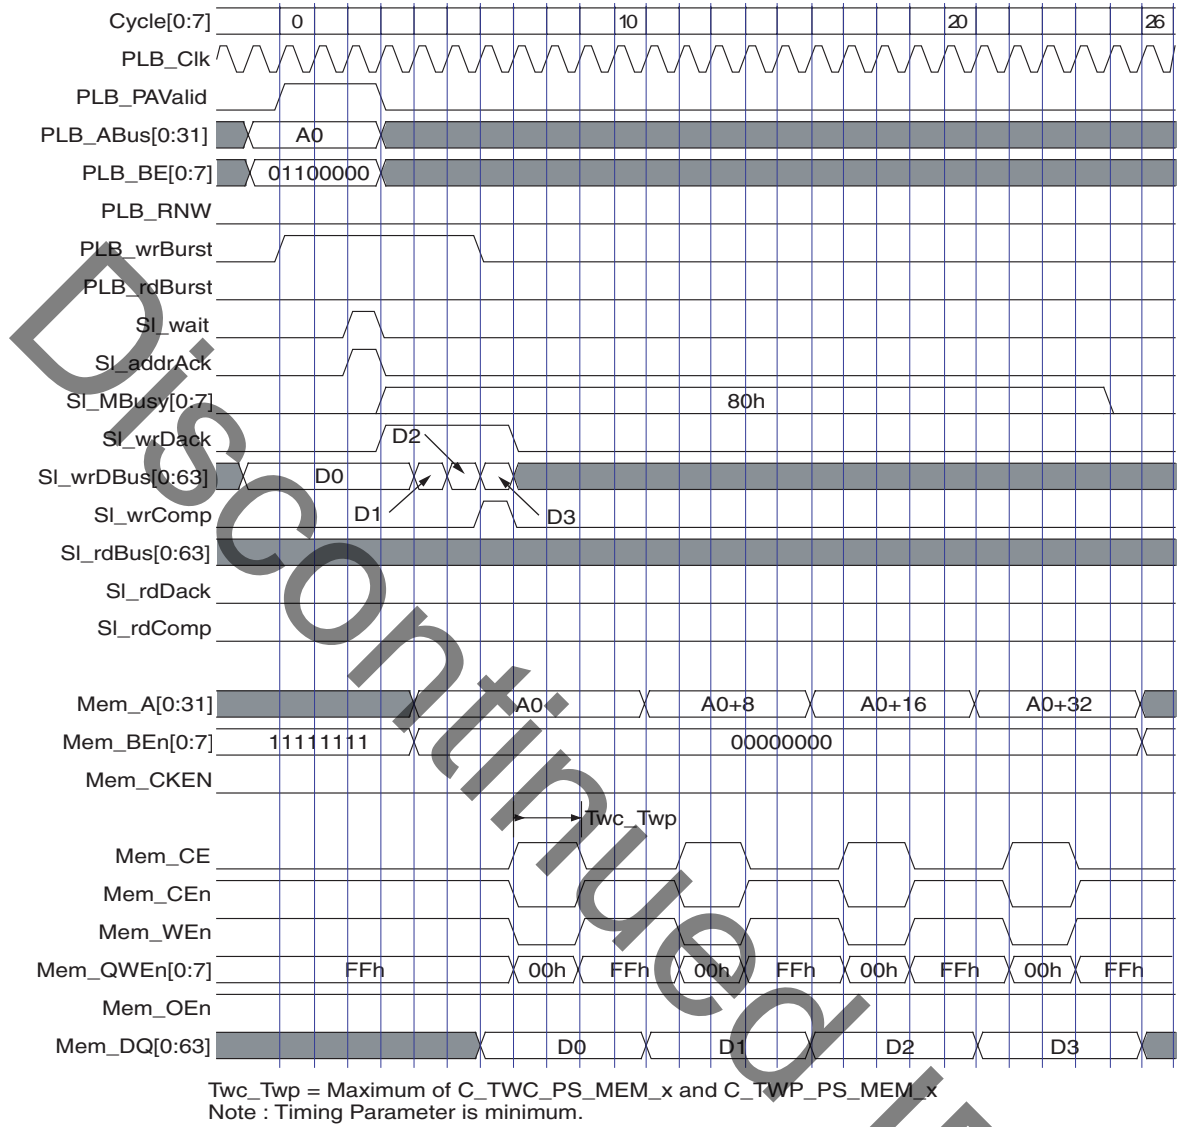 Cycle[0:7] 0 10 20 26
PLB_Clk
PLB_PAValid
PLB_ABus[0:31] A0
PLB_BE[0:7] 01100000
PLB_RNW
PLB_wrBurst
PLB_rdBurst
Sl_wait
Sl_addrAck
Sl_MBusy[0:7] 80h
Sl_wrDack D2
Sl_wrDBus[0:63] D0
Sl_wrComp D1 D3
Sl_rdBus[0:63]
Sl_rdDack
Sl_rdComp
Mem_A[0:31] A0 A0+8 A0+16 A0+32
Mem_BEn[0:7] 11111111 00000000
Mem_CKEN
Twc_Twp
Mem_CE
Mem_CEn
Mem_WEn
Mem_QWEn[0:7] FFh 00h FFh 00h FFh 00h FFh 00h FFh
Mem_OEn
Mem_DQ[0:63] D0 D1 D2 D3
Twc_Twp = Maximum of C_TWC_PS_MEM_x and C_TWP_PS_MEM_x
Note : Timing Parameter is minimum.
Discontinued